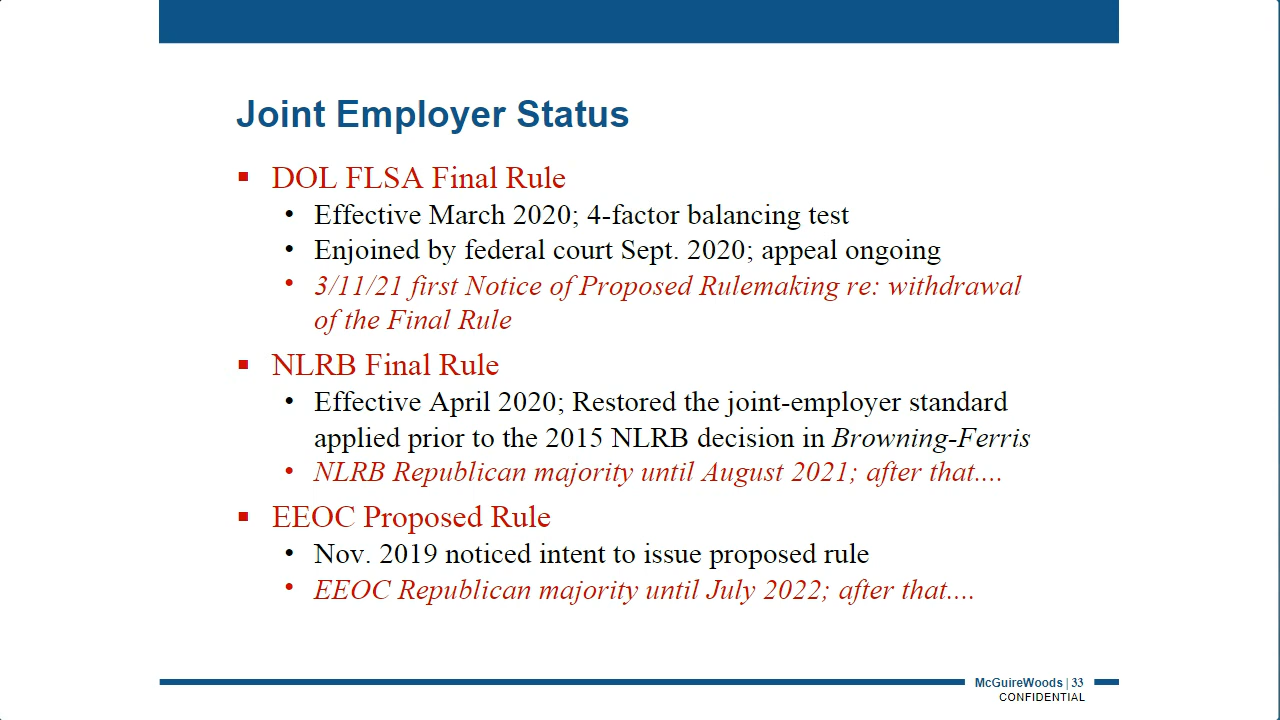 Joint Employer Status
▪ DOL FLSA Final Rule
• Effective March 2020; 4-factor balancing test
• Enjoined by federal court Sept. 2020; appeal ongoing
• 3/11/21 first Notice of Proposed Rulemaking re: withdrawal
of the Final Rule
▪ NLRB Final Rule
• Effective April 2020; Restored the joint-employer standard
applied prior to the 2015 NLRB decision in Browning-Ferris
• NLRB Republican majority until August 2021; after that....
▪ EEOC Proposed Rule
• Nov. 2019 noticed intent to issue proposed rule
• EEOC Republican majority until July 2022; after that....
McGuireWoods | 33
CONFIDENTIAL